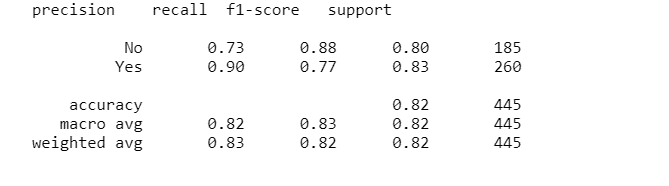 precision recall f1-score support
No 0.73 0.88 0.80 185
Yes 0.90 0.77 0.83 260
accuracy 0.82 445
macro avg 0.82 0.83 0.82 445
weighted avg 0.83 0.82 0.82 445